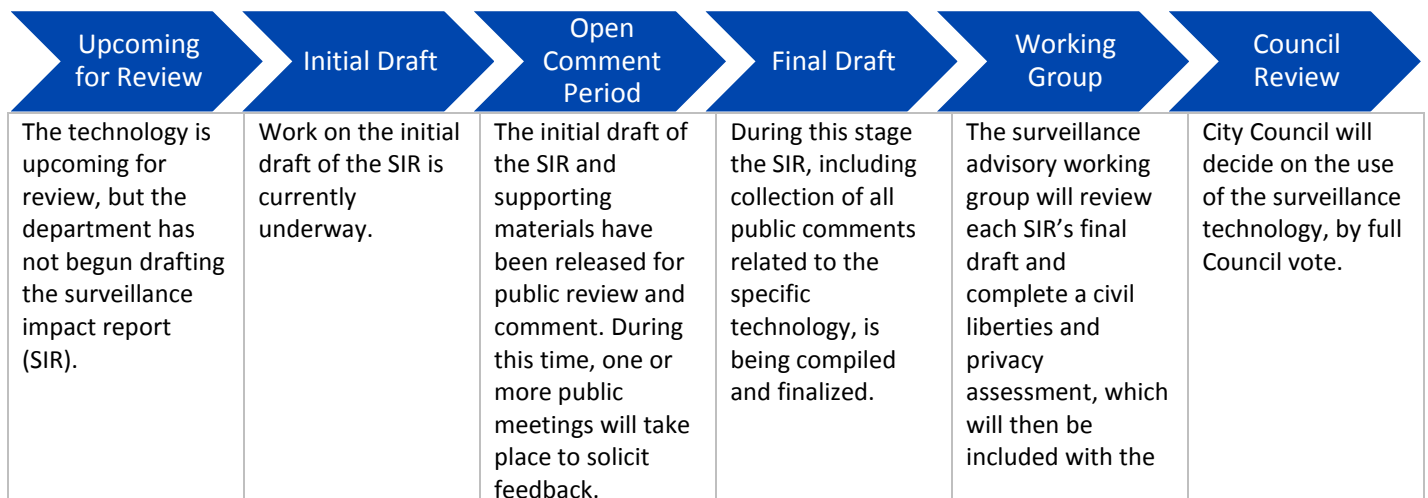 Upcoming
for Review
Initial Draft
Open
Comment
Period
Final Draft
Working
Group
Council
Review
The technology is
upcoming for
review, but the
department has
not begun drafting
the surveillance
impact report
(SIR).
Work on the initial
draft of the SIR is
currently
underway.
The initial draft of
the SIR and
supporting
materials have
been released for
public review and
comment. During
this time, one or
more public
meetings will take
place to solicit
feedback.
During this stage
the SIR, including
collection of all
public comments
related to the
specific
technology, is
being compiled
and finalized.
The surveillance
advisory working
group will review
each SIR’s final
draft and
complete a civil
liberties and
privacy
assessment, which
will then be
included with the
City Council will
decide on the use
of the surveillance
technology, by full
Council vote.